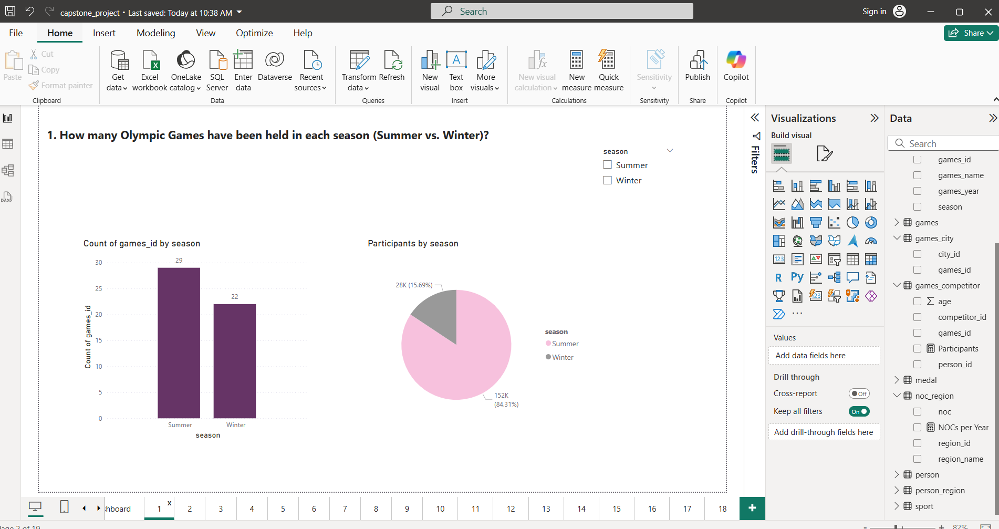 capstone_project • Last saved: Today at 10:38 AM
Search
Sign in
File
Home
Insert
Modeling
View
Optimize
Help
Share
Paste
Cut
Copy
Format painter
Clipboard
Get data
Excel workbook
OneLake catalog
SQL Server
Enter data
Dataverse
Recent sources
Data
Transform data
Refresh
Queries
New visual
Text box
More visuals
Insert
New visual calculation
New measure
Quick measure
Calculations
Sensitivity
Sensitivity
Publish
Share
Copilot
Copilot
1. How many Olympic Games have been held in each season (Summer vs. Winter)?
season
Summer
Winter
Count of games_id by season
30
25
20
15
10
5
0
Count of games_id
29
22
Summer
Winter
season
Participants by season
28K (15.69%)
152K
(84.31%)
season
Summer
Winter
Filters
Visualizations
Build visual
123
R
Py
123
Values
Add data fields here
Drill through
Cross-report
Off
Keep all filters
On
Add drill-through fields here
Data
Search
games_id
games_name
games_year
season
games
games_city
city_id
games_id
games_competitor
age
competitor_id
games_id
Participants
person_id
medal
noc_region
noc
NOCs per Year
region_id
region_name
person
person_region
sport
DAX
shboard
1
x
2
3
4
5
6
7
8
9
10
11
12
13
14
15
16
17
18
+
Page 2 of 19
- + 82%